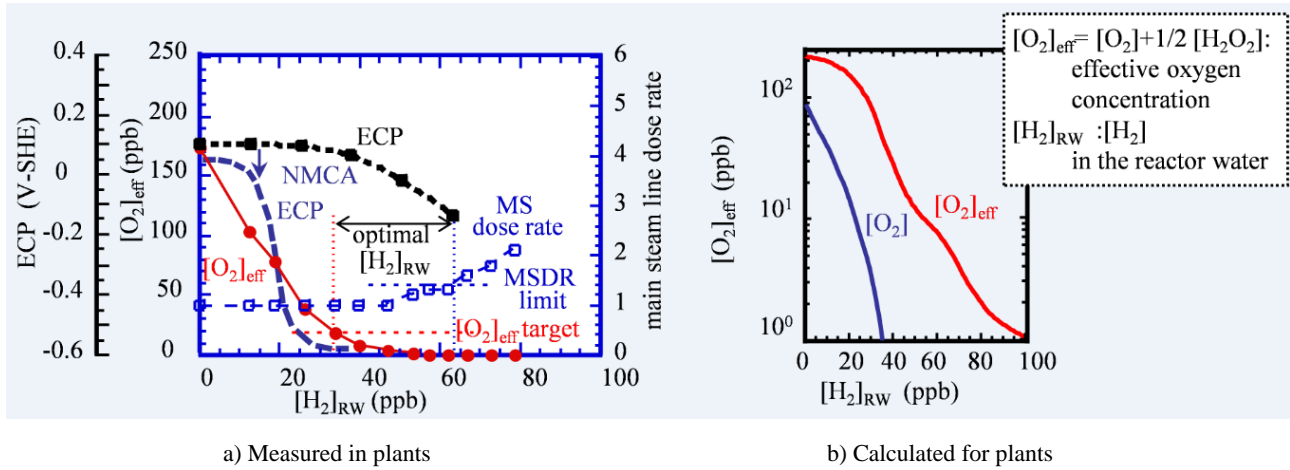 ECP (V-SHE)
0.4
0.2
0
-0.2
-0.4
-0.6
[O2]eff (ppb)
250
200
150
100
50
0
ECP
NMCA
ECP
optimal
[H2]RW
MS
dose rate
MSDR
limit
[O2]eff
[O2]eff target
6
5
4
3
2
1
0
main steam line dose rate
0 20 40 60 80 100
[H2]RW (ppb)
a) Measured in plants
[O2]eff (ppb)
10²
10¹
10⁰
[O2]
[O2]eff
0 20 40 60 80 100
[H2]RW (ppb)
b) Calculated for plants
[O2]eff= [O2]+1/2 [H2O2]:
effective oxygen
concentration
[H2]RW :[H2]
in the reactor water